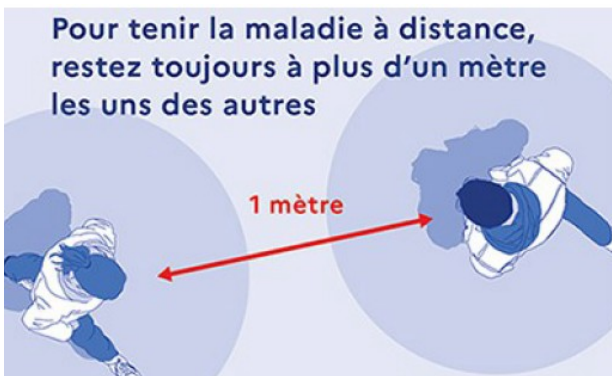 Pour tenir la maladie à distance,
restez toujours à plus d'un mètre
les uns des autres
1 mètre